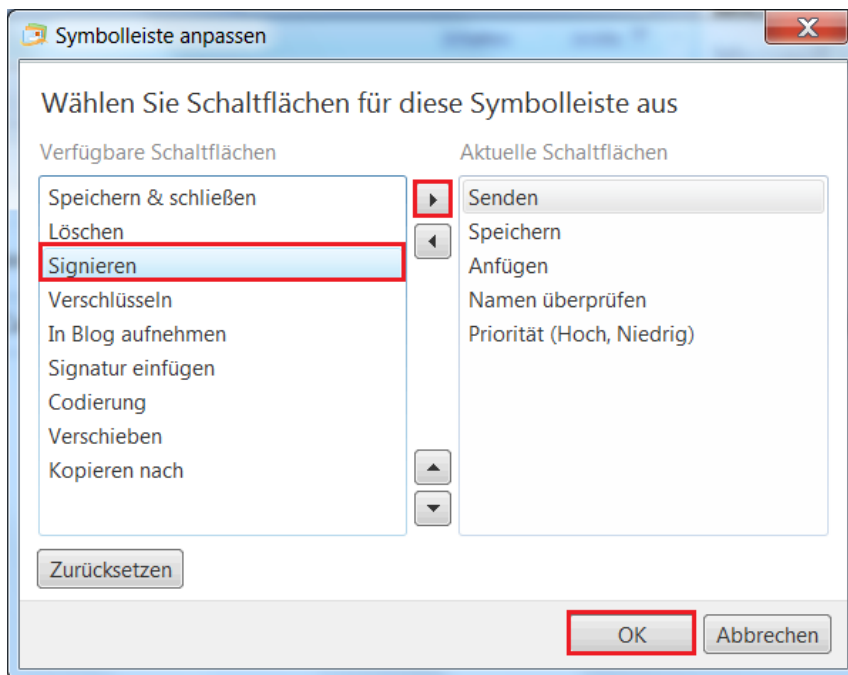 Symbolleiste anpassen
Wählen Sie Schaltflächen für diese Symbolleiste aus
Verfügbare Schaltflächen
Speichern & schließen
Löschen
Signieren
Verschlüsseln
In Blog aufnehmen
Signatur einfügen
Codierung
Verschieben
Kopieren nach
Aktuelle Schaltflächen
Senden
Speichern
Anfügen
Namen überprüfen
Priorität (Hoch, Niedrig)
Zurücksetzen
OK
Abbrechen